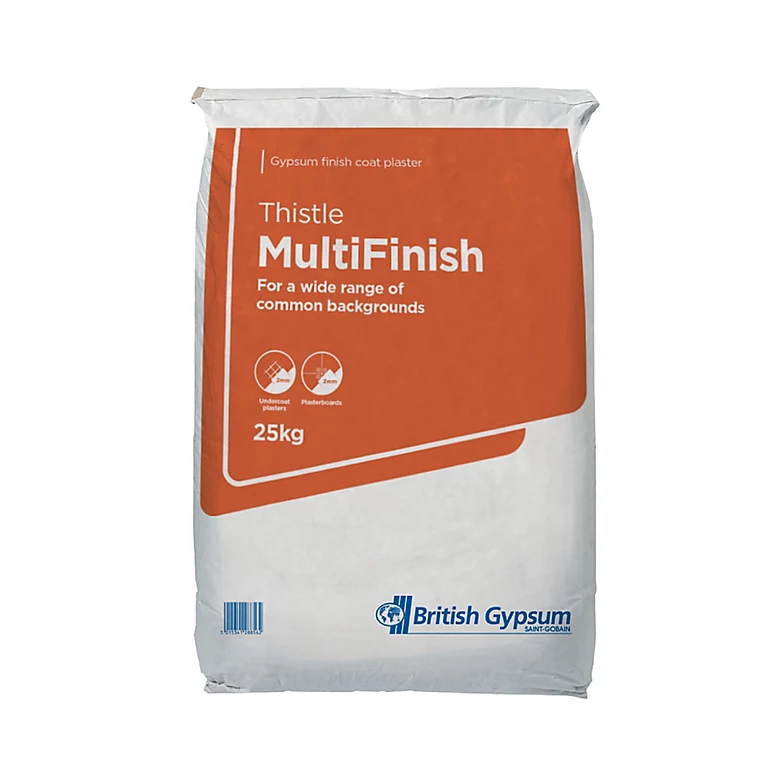 Gypsum finish coat plaster
Thistle
MultiFinish
For a wide range of
common backgrounds
2mm
2mm
Undercoat
plasters
Plasterboards
25kg
British Gypsum
SAINT-GOBAIN